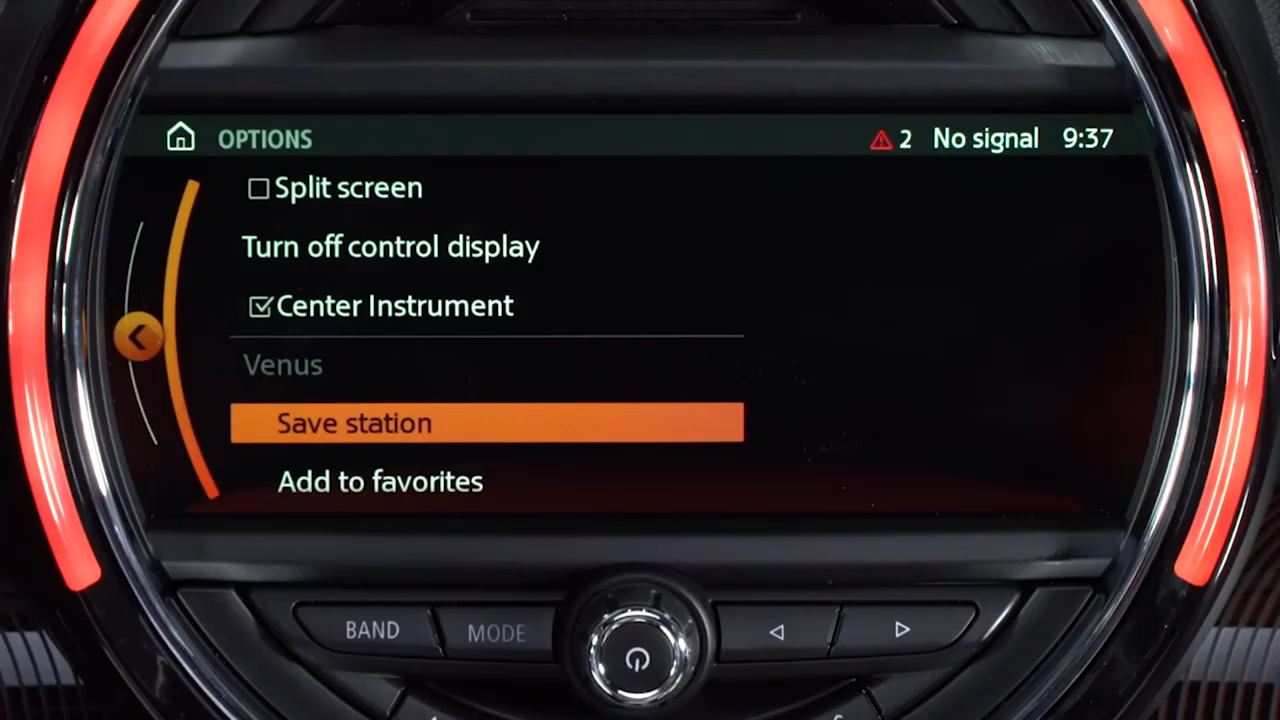 OPTIONS 2 No signal 9:37
Split screen
Turn off control display
Center Instrument
Venus
Save station
Add to favorites
BAND MODE